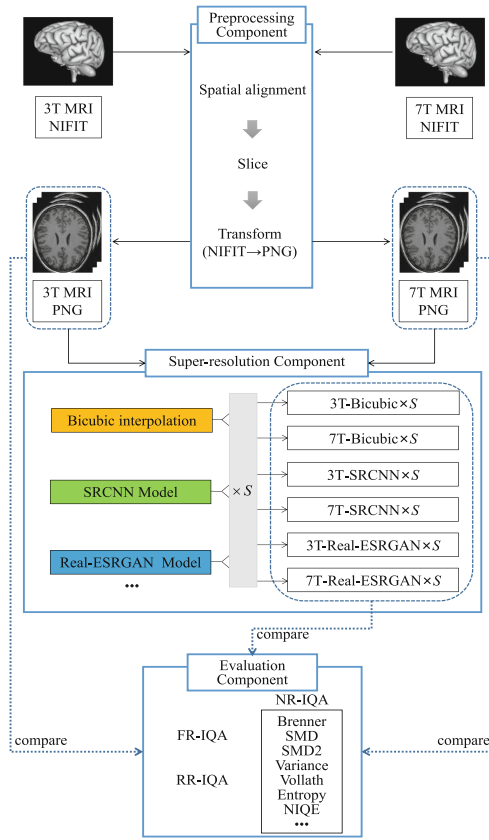 Preprocessing
Component
3T MRI
NIFIT
7T MRI
NIFIT
Spatial alignment
Slice
Transform
(NIFIT→PNG)
3T MRI
PNG
7T MRI
PNG
Super-resolution Component
Bicubic interpolation
SRCNN Model
Real-ESRGAN Model
•••
×S
3T-Bicubic×S
7T-Bicubic×S
3T-SRCNN×S
7T-SRCNN×S
3T-Real-ESRGAN×S
7T-Real-ESRGAN×S
compare
Evaluation
Component
compare
compare
FR-IQA
RR-IQA
NR-IQA
Brenner
SMD
SMD2
Variance
Vollath
Entropy
NIQE
•••